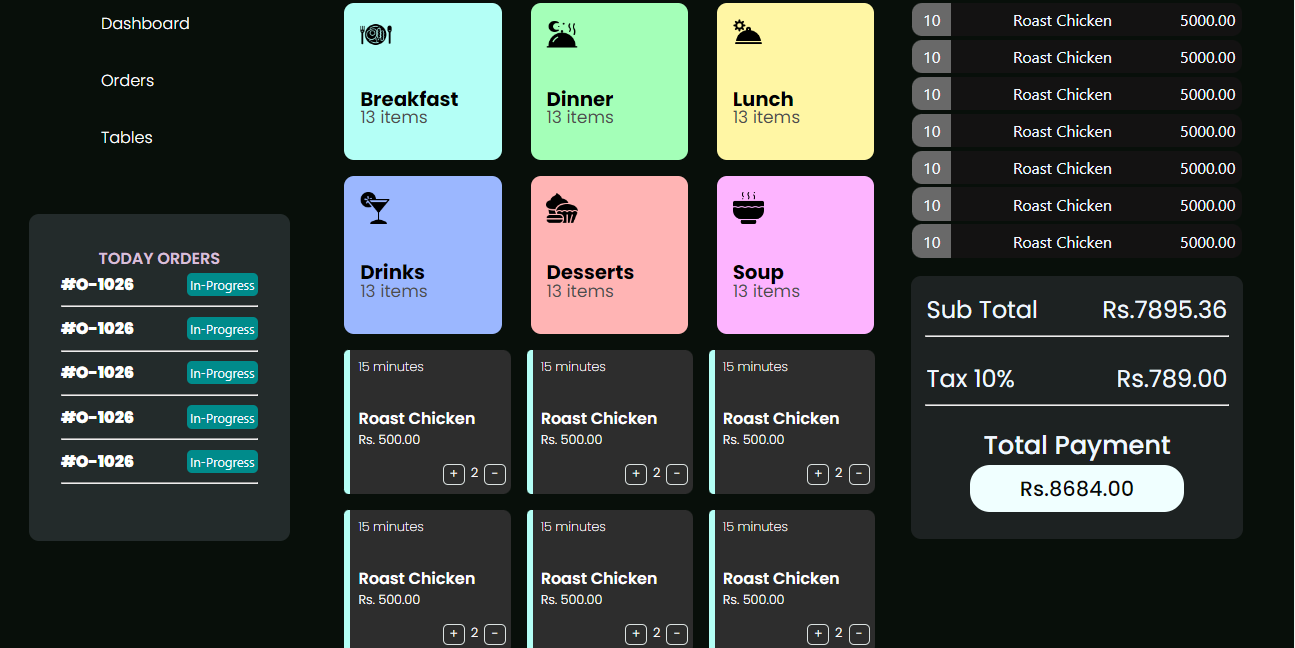 Dashboard
Orders
Tables
TODAY ORDERS
#O-1026 In-Progress
#O-1026 In-Progress
#O-1026 In-Progress
#O-1026 In-Progress
#O-1026 In-Progress
Breakfast
13 items
Dinner
13 items
Lunch
13 items
Drinks
13 items
Desserts
13 items
Soup
13 items
15 minutes
Roast Chicken
Rs. 500.00
+ 2 -
15 minutes
Roast Chicken
Rs. 500.00
+ 2 -
15 minutes
Roast Chicken
Rs. 500.00
+ 2 -
15 minutes
Roast Chicken
Rs. 500.00
+ 2 -
15 minutes
Roast Chicken
Rs. 500.00
+ 2 -
15 minutes
Roast Chicken
Rs. 500.00
+ 2 -
10 Roast Chicken 5000.00
10 Roast Chicken 5000.00
10 Roast Chicken 5000.00
10 Roast Chicken 5000.00
10 Roast Chicken 5000.00
10 Roast Chicken 5000.00
10 Roast Chicken 5000.00
Sub Total Rs.7895.36
Tax 10% Rs.789.00
Total Payment
Rs.8684.00